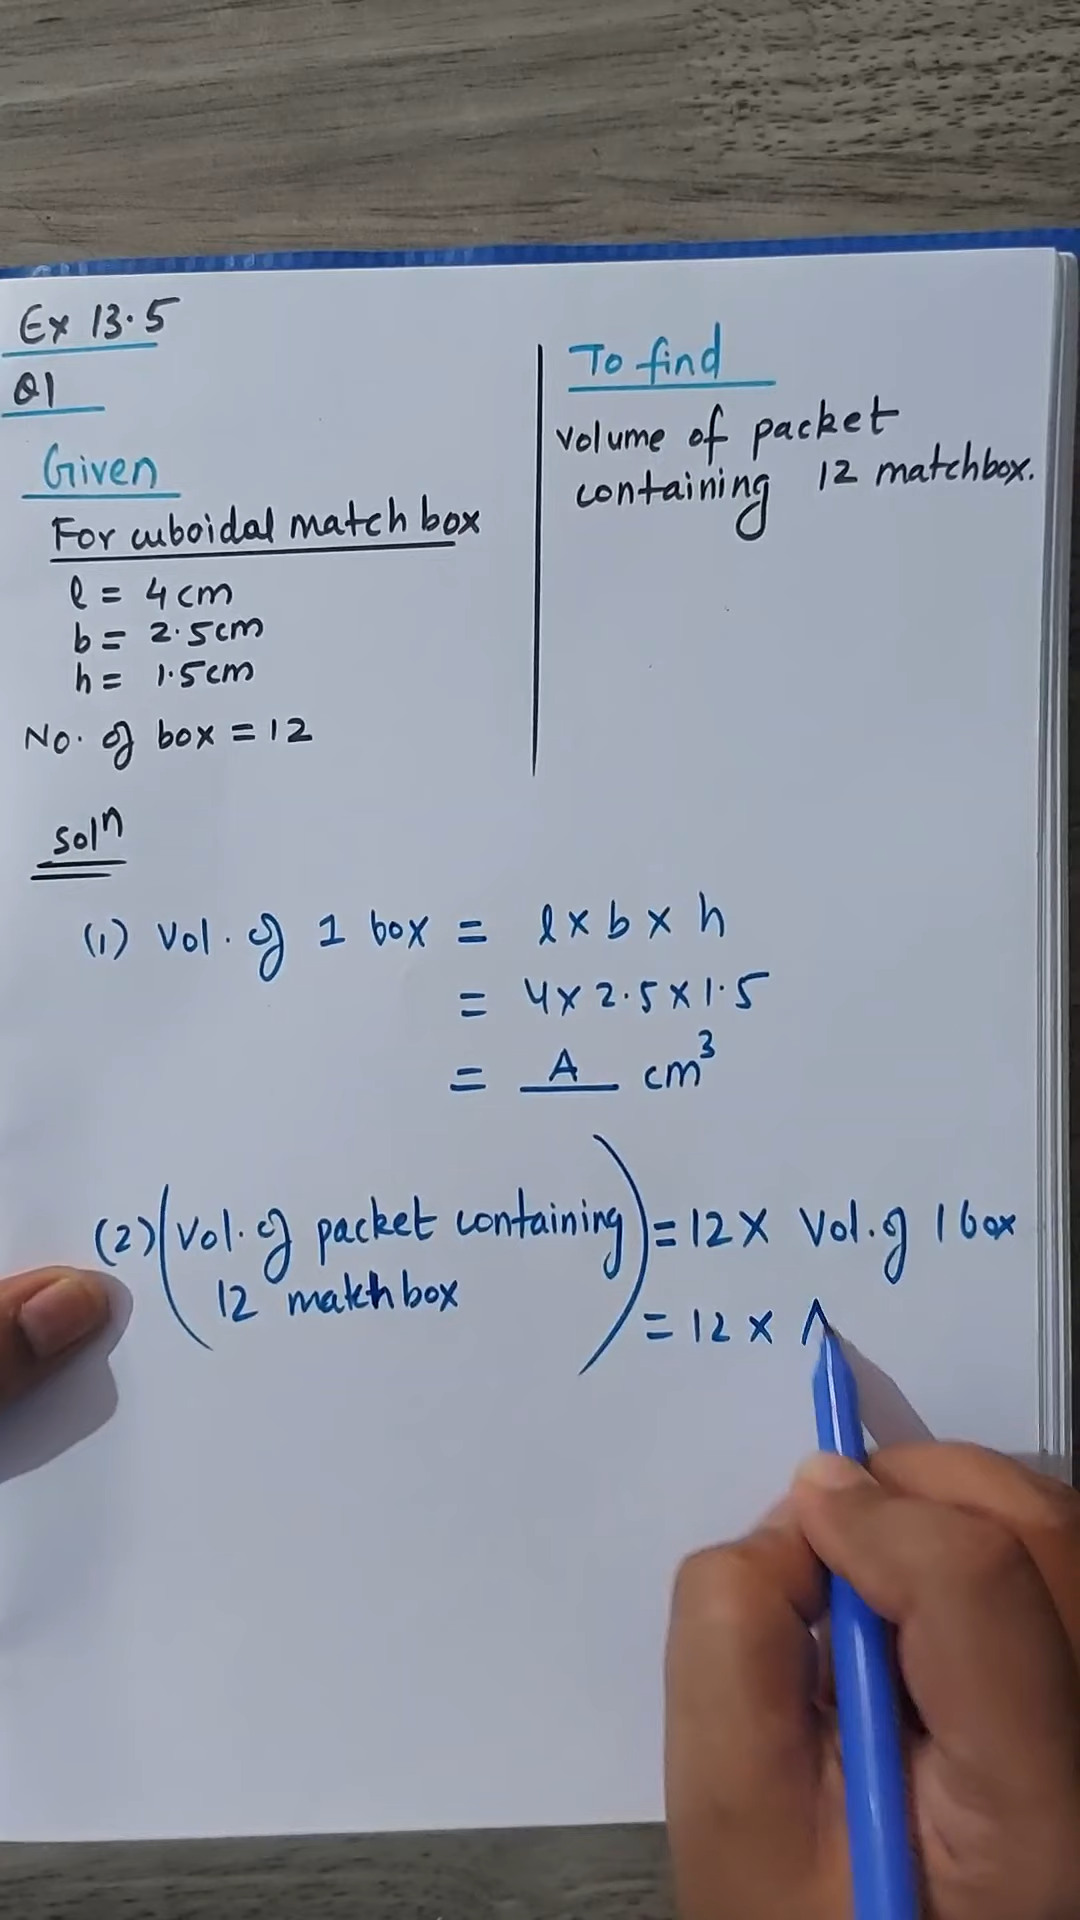 Ex 13.5
Q1
Given
For cuboidal match box
l = 4cm
b = 2.5cm
h = 1.5cm
No. of box = 12
To find
volume of packet
containing 12 matchbox.
Solⁿ
(1) Vol. of 1 box = l x b x h
= 4 x 2.5 x 1.5
= A cm³
(2) (Vol. of packet containing
12 match box) = 12 x Vol. of 1 box
= 12 x